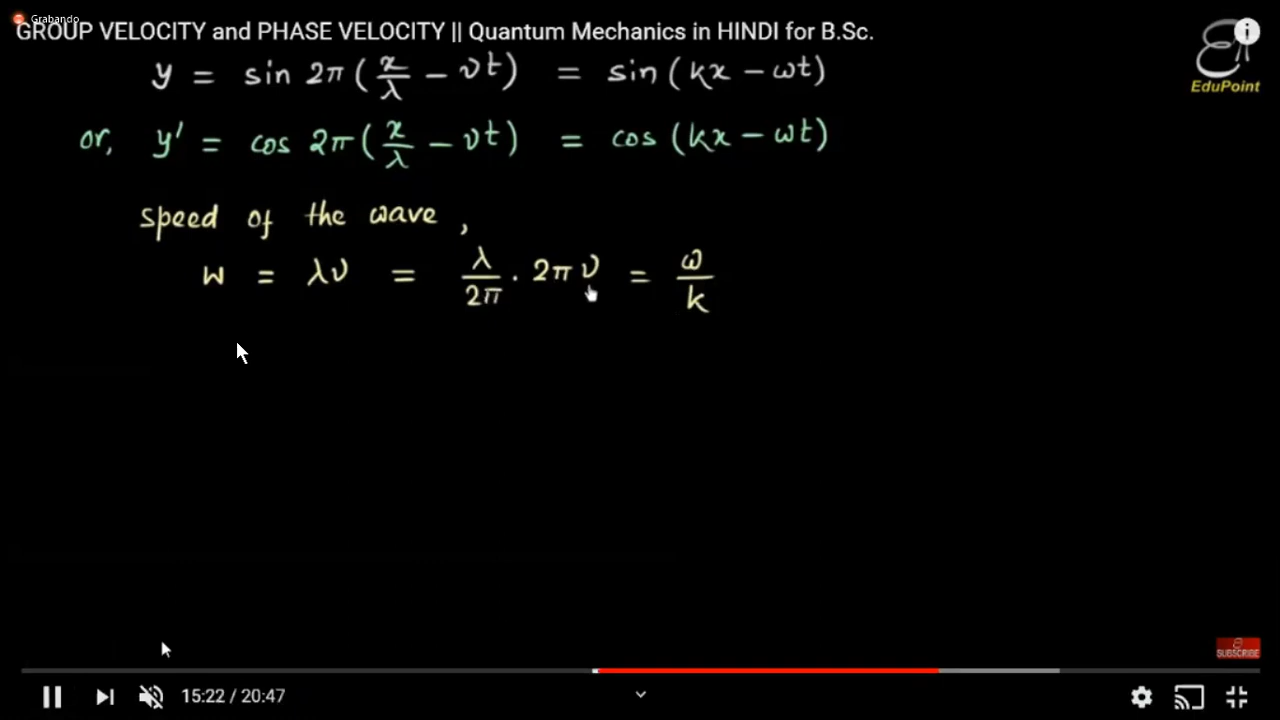 Grabando
GROUP VELOCITY and PHASE VELOCITY || Quantum Mechanics in HINDI for B.Sc.
i
EduPoint
y = sin 2π (x/λ − νt) = sin (kx − ωt)
or, y' = cos 2π (x/λ − νt) = cos (kx − ωt)
speed of the wave,
w = λν = λ/2π · 2πν = ω/k
SUBSCRIBE
15:22 / 20:47